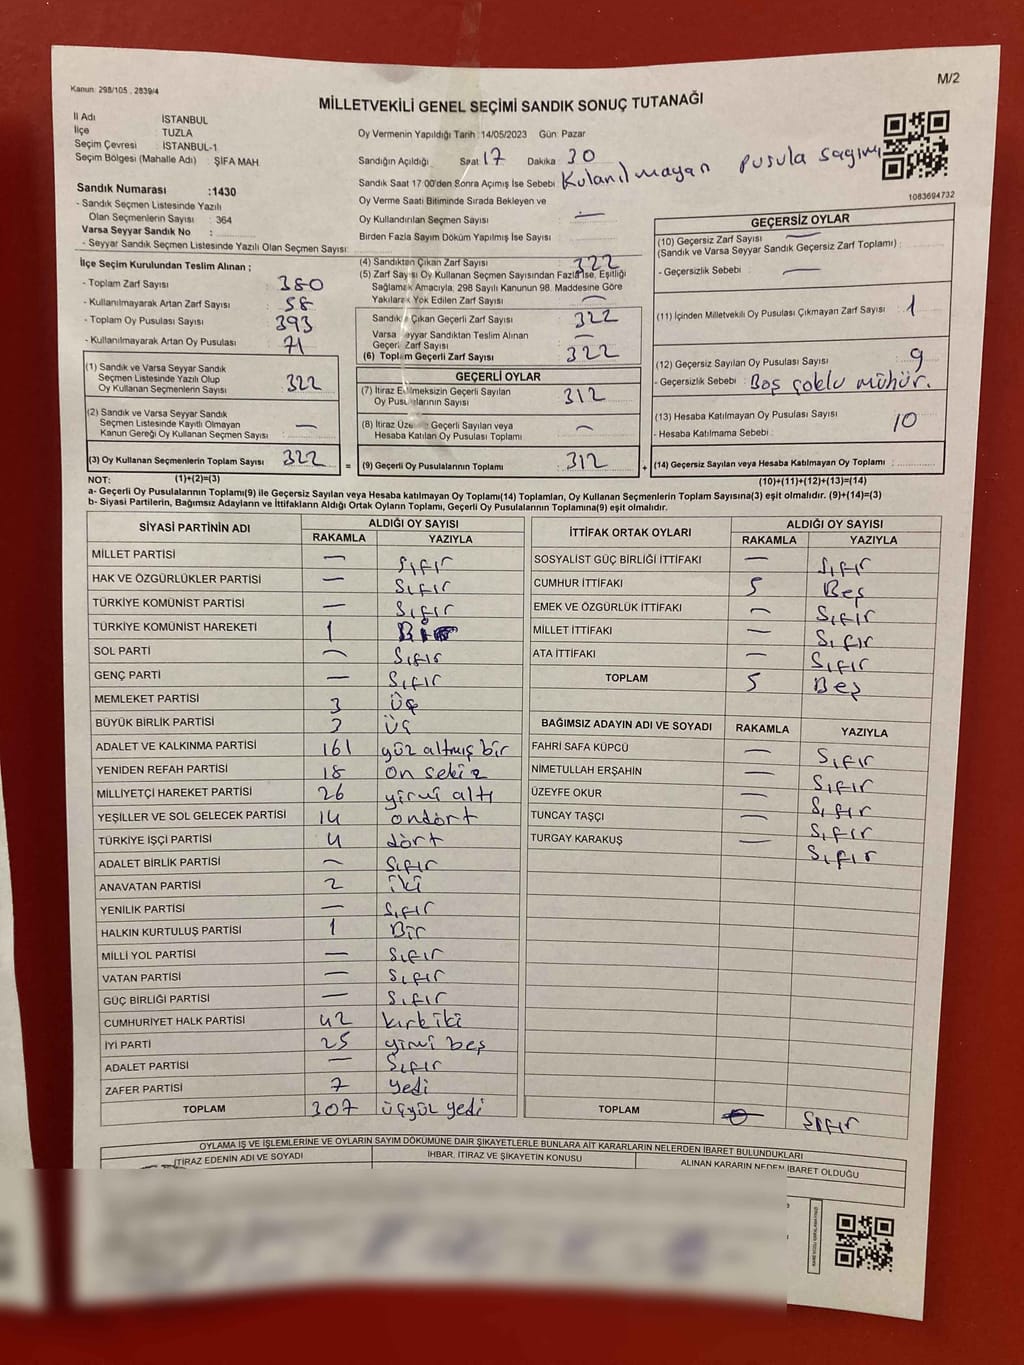 Kanun: 298/105 , 2839/4
M/2
MİLLETVEKİLİ GENEL SEÇİMİ SANDIK SONUÇ TUTANAĞI
İl Adı İSTANBUL
İlçe TUZLA
Seçim Çevresi : İSTANBUL-1
Seçim Bölgesi (Mahalle Adı) : ŞİFA MAH
Sandık Numarası :1430
- Sandık Seçmen Listesinde Yazılı
Olan Seçmenlerin Sayısı : 364
Varsa Seyyar Sandık No :
- Seyyar Sandık Seçmen Listesinde Yazılı Olan Seçmen Sayısı:
Oy Vermenin Yapıldığı Tarih :14/05/2023 Gün: Pazar
Sandığın Açıldığı Saat 17 Dakika 30
Sandık Saat 17:00'den Sonra Açımış İse Sebebi Kulanılmayan pusula sayımı
Oy Verme Saati Bitiminde Sırada Bekleyen ve
Oy Kullandırılan Seçmen Sayısı : —
Birden Fazla Sayım Döküm Yapılmış İse Sayısı
1083694732
İlçe Seçim Kurulundan Teslim Alınan ;
- Toplam Zarf Sayısı : 380
- Kullanılmayarak Artan Zarf Sayısı : 58
- Toplam Oy Pusulası Sayısı : 393
- Kullanılmayarak Artan Oy Pusulası : 71
(1) Sandık ve Varsa Seyyar Sandık
Seçmen Listesinde Yazılı Olup
Oy Kullanan Seçmenlerin Sayısı : 322
(2) Sandık ve Varsa Seyyar Sandık
Seçmen Listesinde Kayıtlı Olmayan
Kanun Gereği Oy Kullanan Seçmen Sayısı : —
(3) Oy Kullanan Seçmenlerin Toplam Sayısı : 322
(4) Sandıktan Çıkan Zarf Sayısı 322
(5) Zarf Sayısı Oy Kullanan Seçmen Sayısından Fazla İse, Eşitliği
Sağlamak Amacıyla, 298 Sayılı Kanunun 98. Maddesine Göre
Yakılarak Yok Edilen Zarf Sayısı : —
Sandıktan Çıkan Geçerli Zarf Sayısı 322
Varsa Seyyar Sandıktan Teslim Alınan
Geçerli Zarf Sayısı —
(6) Toplam Geçerli Zarf Sayısı 322
GEÇERLİ OYLAR
(7) İtiraz Edilmeksizin Geçerli Sayılan
Oy Pusulalarının Sayısı : 312
(8) İtiraz Üzerine Geçerli Sayılan veya
Hesaba Katılan Oy Pusulası Toplamı : —
= (9) Geçerli Oy Pusulalarının Toplamı : 312
GEÇERSİZ OYLAR
(10) Geçersiz Zarf Sayısı —
(Sandık ve Varsa Seyyar Sandık Geçersiz Zarf Toplamı) :
- Geçersizlik Sebebi : —
(11) İçinden Milletvekili Oy Pusulası Çıkmayan Zarf Sayısı : 1
(12) Geçersiz Sayılan Oy Pusulası Sayısı : 9
- Geçersizlik Sebebi : Boş çoklu mühür.
(13) Hesaba Katılmayan Oy Pusulası Sayısı : 10
- Hesaba Katılmama Sebebi :
+ (14) Geçersiz Sayılan veya Hesaba Katılmayan Oy Toplamı :
NOT: (1)+(2)=(3) (10)+(11)+(12)+(13)=(14)
a- Geçerli Oy Pusulalarının Toplamı(9) ile Geçersiz Sayılan veya Hesaba katılmayan Oy Toplamı(14) Toplamları, Oy Kullanan Seçmenlerin Toplam Sayısına(3) eşit olmalıdır. (9)+(14)=(3)
b- Siyasi Partilerin, Bağımsız Adayların ve İttifakların Aldığı Ortak Oyların Toplamı, Geçerli Oy Pusulalarının Toplamına(9) eşit olmalıdır.
SİYASİ PARTİNİN ADI ALDIĞI OY SAYISI
RAKAMLA YAZIYLA
MİLLET PARTİSİ — Sıfır
HAK VE ÖZGÜRLÜKLER PARTİSİ — Sıfır
TÜRKİYE KOMÜNİST PARTİSİ — Sıfır
TÜRKİYE KOMÜNİST HAREKETİ 1 Bir
SOL PARTİ — Sıfır
GENÇ PARTİ — Sıfır
MEMLEKET PARTİSİ 3 Üç
BÜYÜK BİRLİK PARTİSİ 3 Üç
ADALET VE KALKINMA PARTİSİ 161 yüz altmış bir
YENİDEN REFAH PARTİSİ 18 on sekiz
MİLLİYETÇİ HAREKET PARTİSİ 26 yirmi altı
YEŞİLLER VE SOL GELECEK PARTİSİ 14 ondört
TÜRKİYE İŞÇİ PARTİSİ 4 dört
ADALET BİRLİK PARTİSİ — Sıfır
ANAVATAN PARTİSİ 2 iki
YENİLİK PARTİSİ — Sıfır
HALKIN KURTULUŞ PARTİSİ 1 Bir
MİLLİ YOL PARTİSİ — Sıfır
VATAN PARTİSİ — Sıfır
GÜÇ BİRLİĞİ PARTİSİ — Sıfır
CUMHURİYET HALK PARTİSİ 42 kırk iki
İYİ PARTİ 25 yirmi beş
ADALET PARTİSİ — Sıfır
ZAFER PARTİSİ 7 yedi
TOPLAM 307 üçyüz yedi
İTTİFAK ORTAK OYLARI ALDIĞI OY SAYISI
RAKAMLA YAZIYLA
SOSYALİST GÜÇ BİRLİĞİ İTTİFAKI — Sıfır
CUMHUR İTTİFAKI 5 Beş
EMEK VE ÖZGÜRLÜK İTTİFAKI — Sıfır
MİLLET İTTİFAKI — Sıfır
ATA İTTİFAKI — Sıfır
TOPLAM 5 Beş
BAĞIMSIZ ADAYIN ADI VE SOYADI RAKAMLA YAZIYLA
FAHRİ SAFA KÜPCÜ — Sıfır
NİMETULLAH ERŞAHİN — Sıfır
ÜZEYFE OKUR — Sıfır
TUNCAY TAŞÇI — Sıfır
TURGAY KARAKUŞ — Sıfır
TOPLAM 0 Sıfır
OYLAMA İŞ VE İŞLEMLERİNE VE OYLARIN SAYIM DÖKÜMÜNE DAİR ŞİKAYETLERLE BUNLARA AİT KARARLARIN NELERDEN İBARET BULUNDUKLARI
İTİRAZ EDENİN ADI VE SOYADI İHBAR, İTİRAZ VE ŞİKAYETİN KONUSU ALINAN KARARIN NEDEN İBARET OLDUĞU